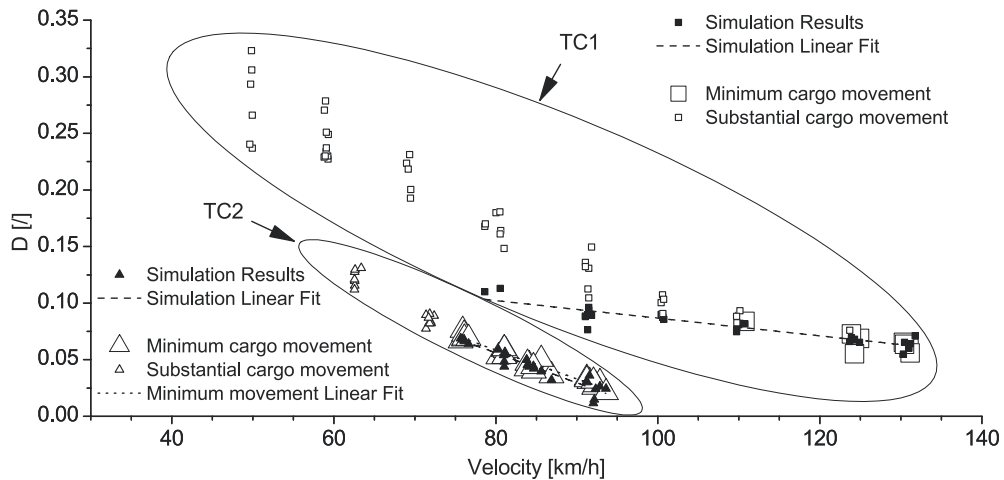 Simulation Results
Simulation Linear Fit
Minimum cargo movement
Substantial cargo movement
TC1
TC2
Simulation Results
Simulation Linear Fit
Minimum cargo movement
Substantial cargo movement
Minimum movement Linear Fit
D [/]
0.35
0.30
0.25
0.20
0.15
0.10
0.05
0.00
40 60 80 100 120 140
Velocity [km/h]